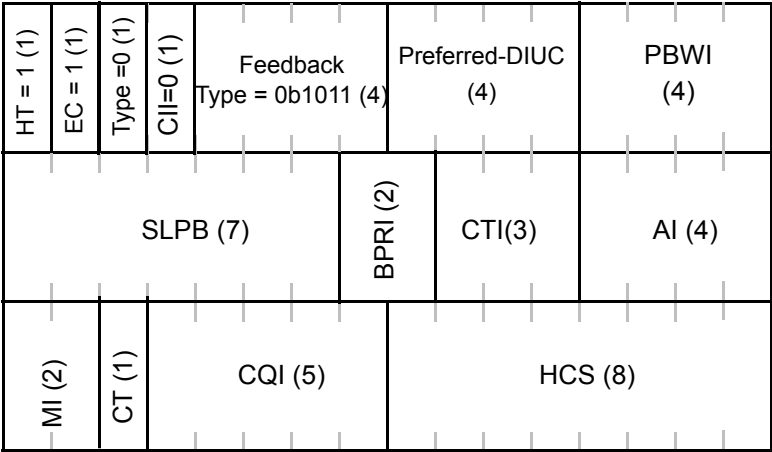 HT = 1 (1)
EC = 1 (1)
Type =0 (1)
CII=0 (1)
Feedback
Type = 0b1011 (4)
Preferred-DIUC
(4)
PBWI
(4)
SLPB (7)
BPRI (2)
CTI(3)
AI (4)
MI (2)
CT (1)
CQI (5)
HCS (8)